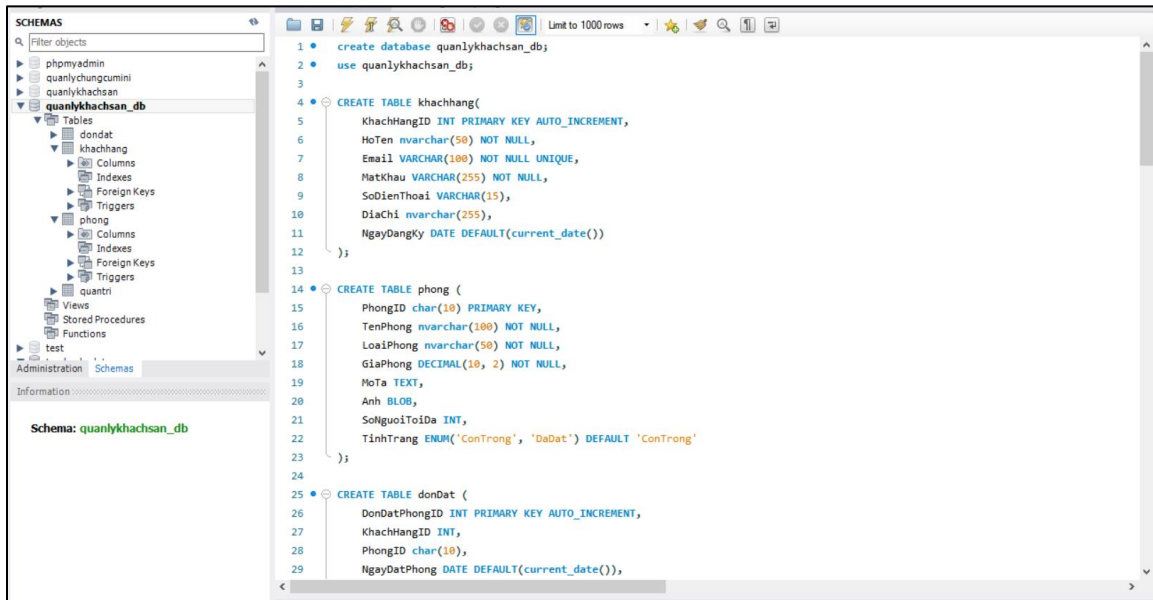 SCHEMAS
Filter objects
phpmyadmin
quanlychungcumini
quanlykhachsan
quanlykhachsan_db
Tables
dondat
khachhang
Columns
Indexes
Foreign Keys
Triggers
phong
Columns
Indexes
Foreign Keys
Triggers
quantri
Views
Stored Procedures
Functions
test
Administration Schemas
Information
Schema: quanlykhachsan_db
Limit to 1000 rows
1 create database quanlykhachsan_db;
2 use quanlykhachsan_db;
3
4 CREATE TABLE khachhang(
5 KhachHangID INT PRIMARY KEY AUTO_INCREMENT,
6 HoTen nvarchar(50) NOT NULL,
7 Email VARCHAR(100) NOT NULL UNIQUE,
8 MatKhau VARCHAR(255) NOT NULL,
9 SoDienThoai VARCHAR(15),
10 DiaChi nvarchar(255),
11 NgayDangKy DATE DEFAULT(current_date())
12 );
13
14 CREATE TABLE phong (
15 PhongID char(10) PRIMARY KEY,
16 TenPhong nvarchar(100) NOT NULL,
17 LoaiPhong nvarchar(50) NOT NULL,
18 GiaPhong DECIMAL(10, 2) NOT NULL,
19 MoTa TEXT,
20 Anh BLOB,
21 SoNguoiToiDa INT,
22 TinhTrang ENUM('ConTrong', 'DaDat') DEFAULT 'ConTrong'
23 );
24
25 CREATE TABLE donDat (
26 DonDatPhongID INT PRIMARY KEY AUTO_INCREMENT,
27 KhachHangID INT,
28 PhongID char(10),
29 NgayDatPhong DATE DEFAULT(current_date()),